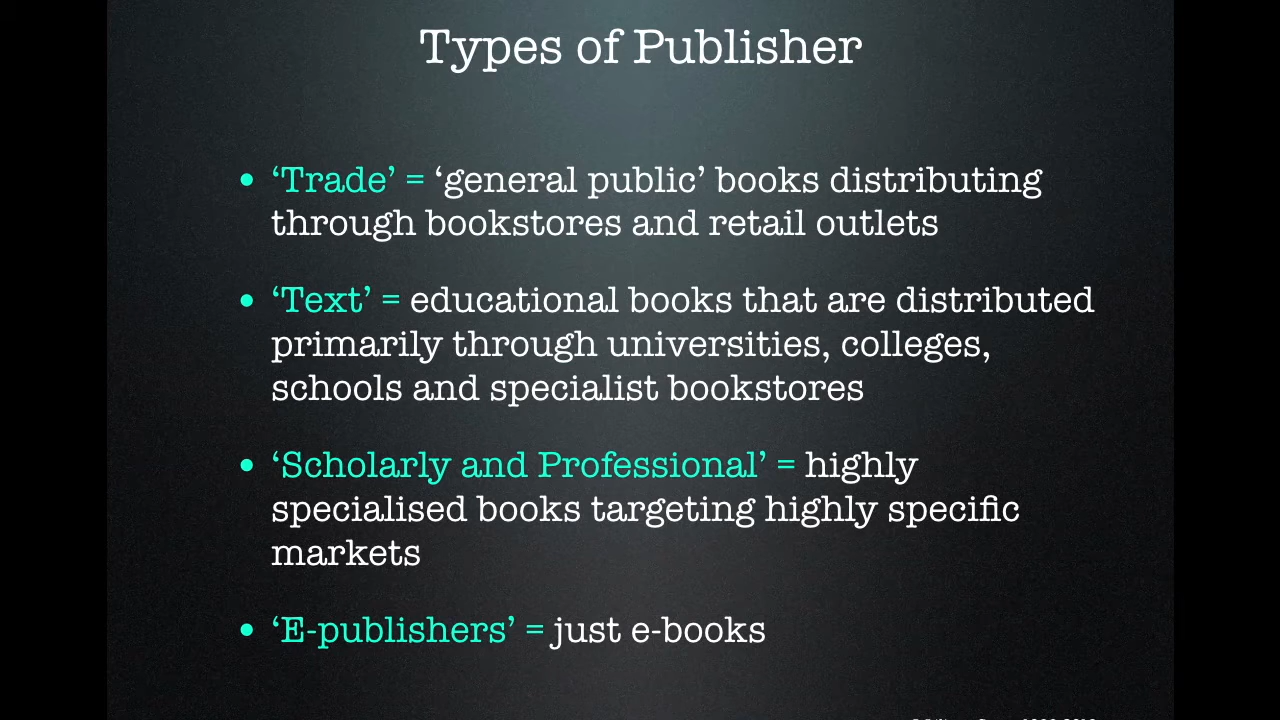 Types of Publisher
• ‘Trade’ = ‘general public’ books distributing
through bookstores and retail outlets
• ‘Text’ = educational books that are distributed
primarily through universities, colleges,
schools and specialist bookstores
• ‘Scholarly and Professional’ = highly
specialised books targeting highly specific
markets
• ‘E-publishers’ = just e-books